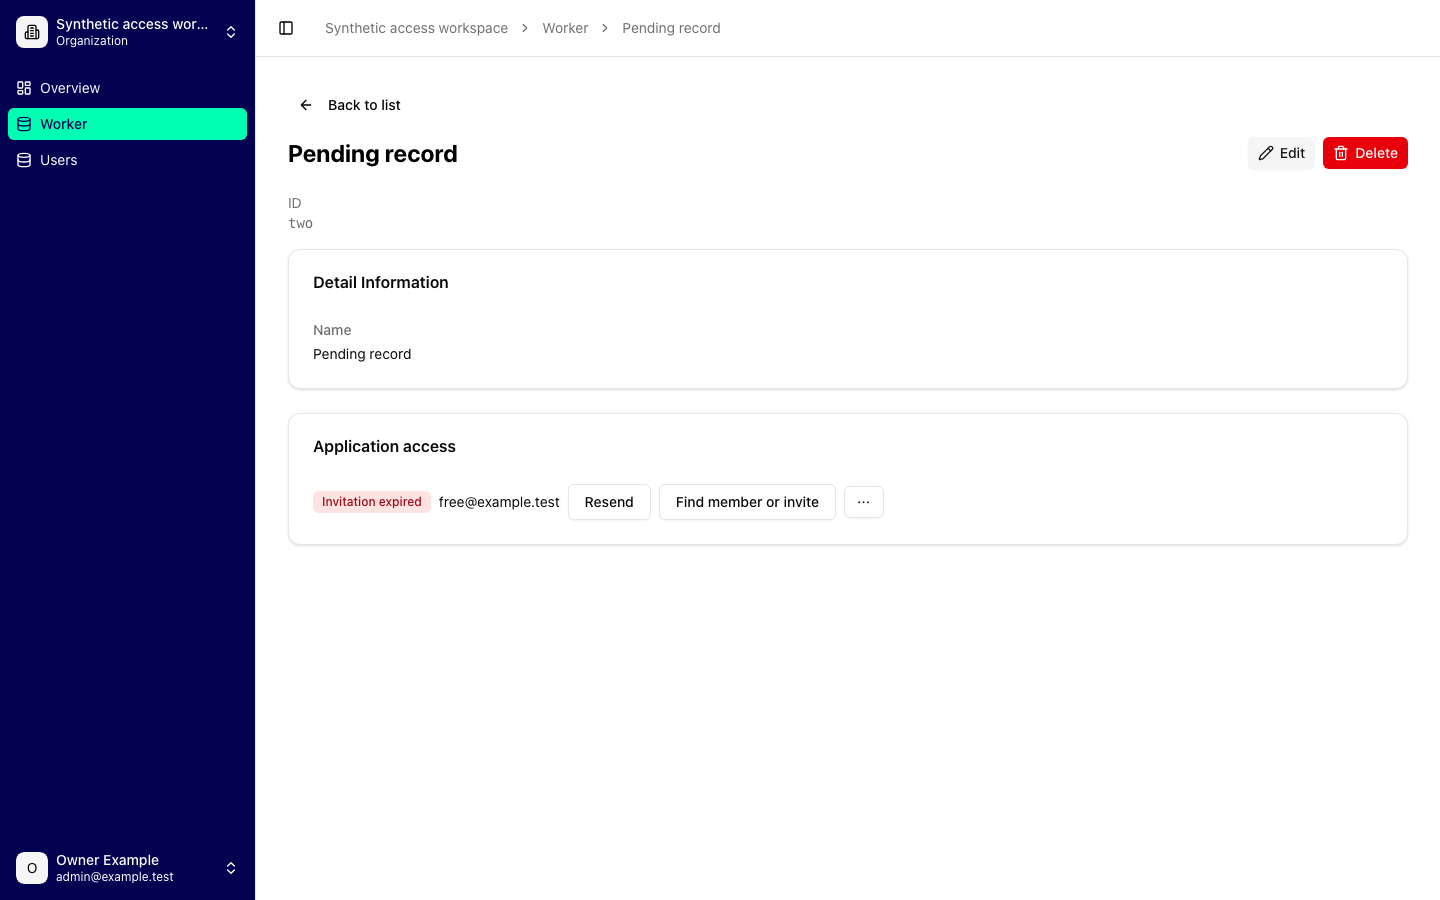 Synthetic access wor...
Organization
Overview
Worker
Users
Owner Example
O
admin@example.test
Synthetic access workspace > Worker > Pending record
Back to list
Pending record
Edit
Delete
ID
two
Detail Information
Name
Pending record
Application access
Invitation expired free@example.test Resend Find member or invite ...